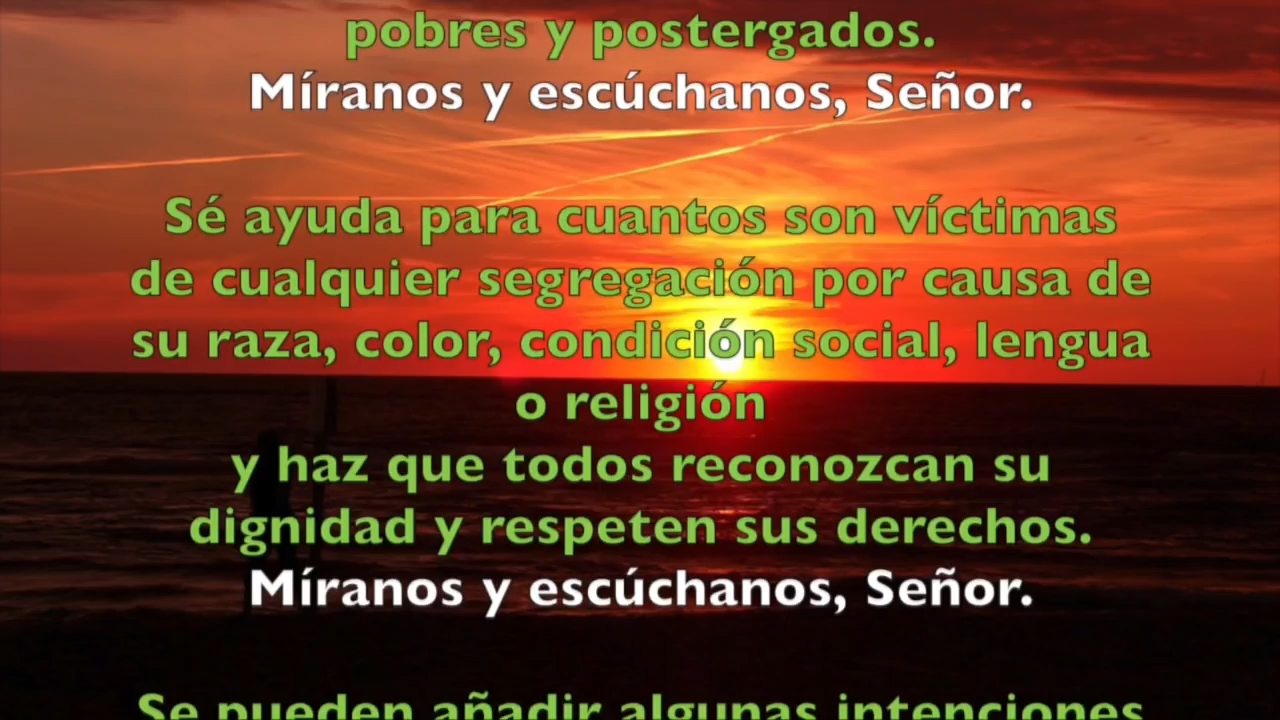 pobres y postergados.
Míranos y escúchanos, Señor.
Sé ayuda para cuantos son víctimas
de cualquier segregación por causa de
su raza, color, condición social, lengua
o religión
y haz que todos reconozcan su
dignidad y respeten sus derechos.
Míranos y escúchanos, Señor.
Se pueden añadir algunas intenciones